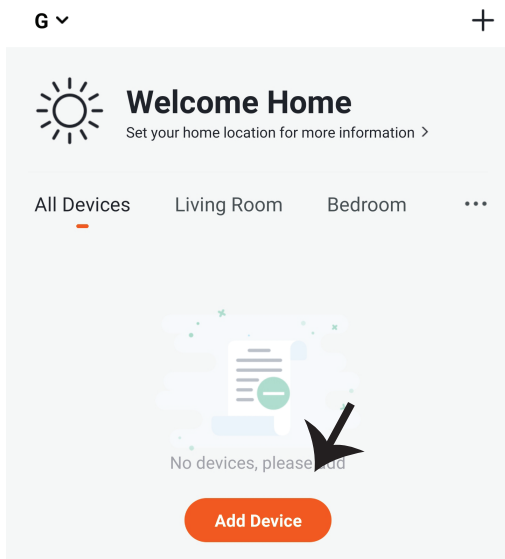 G
Welcome Home
Set your home location for more information >
All Devices Living Room Bedroom •••
No devices, please add
Add Device